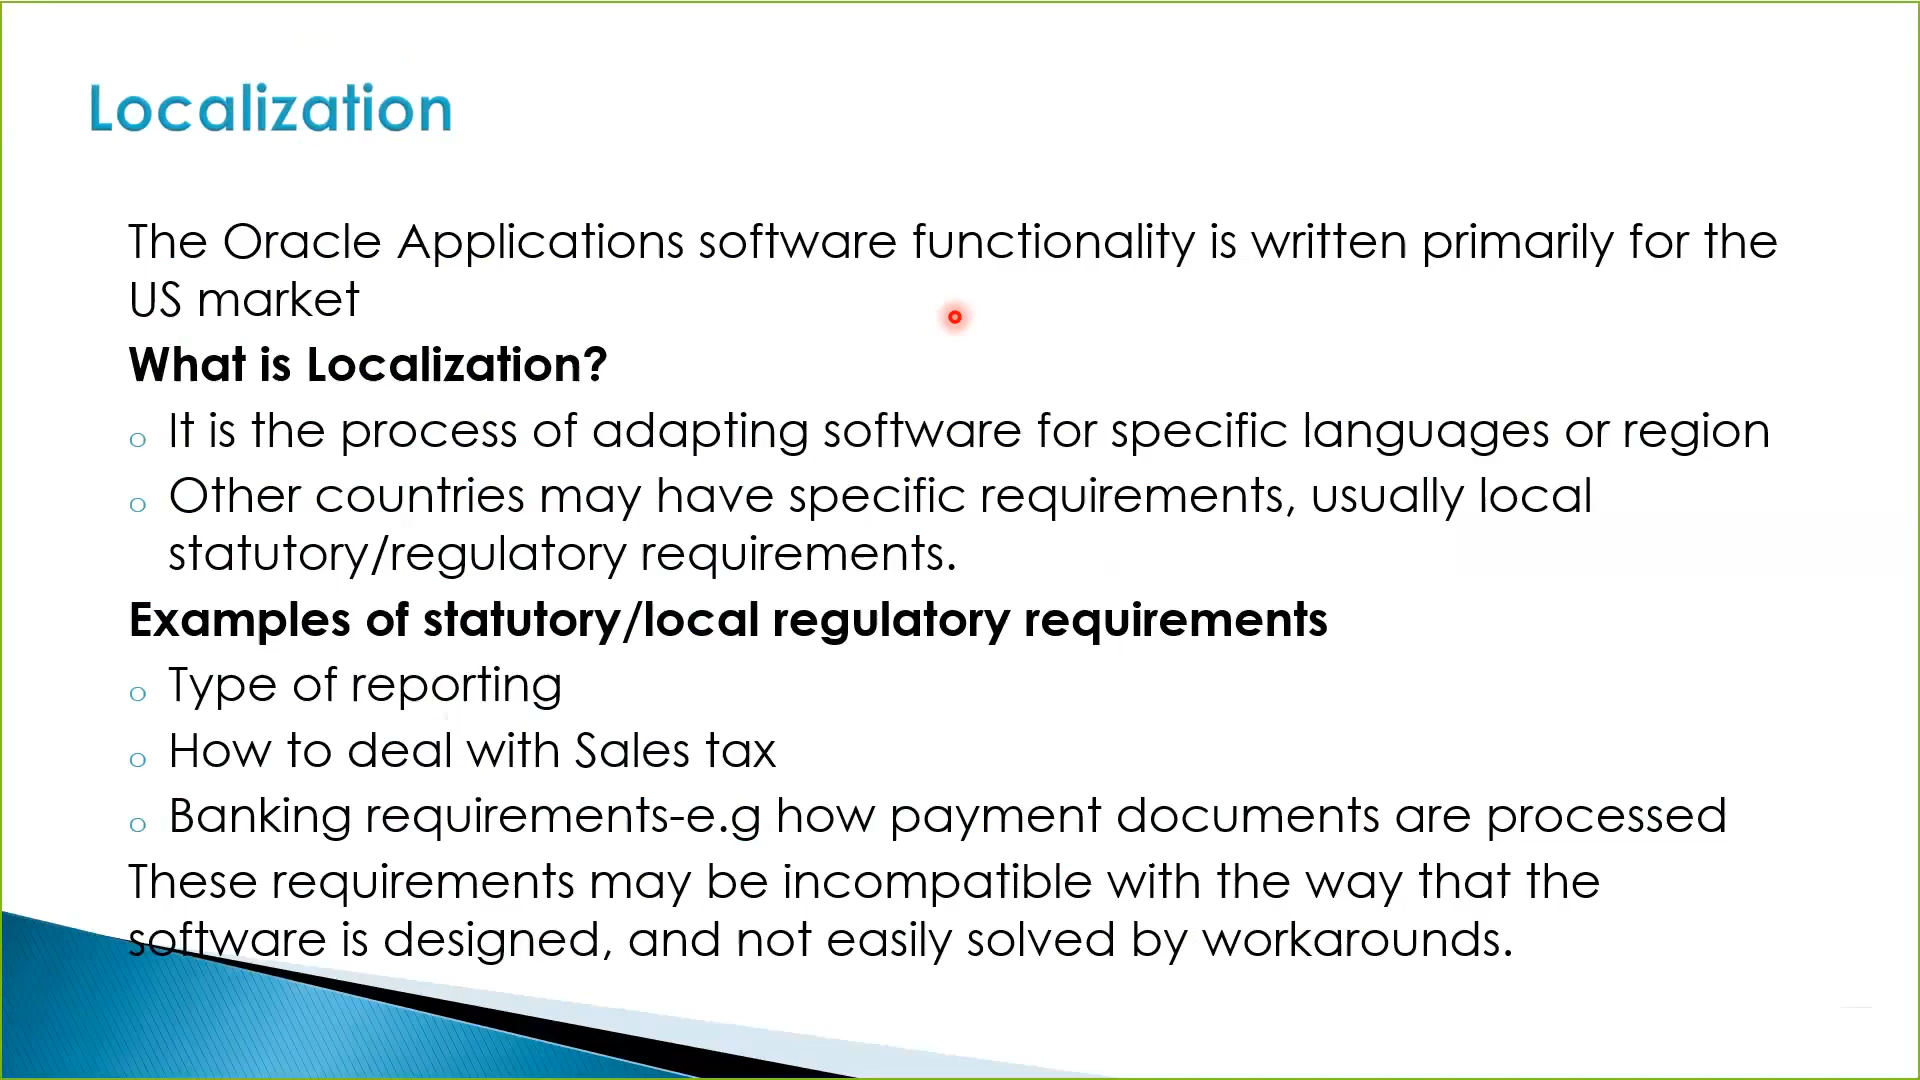 Localization
The Oracle Applications software functionality is written primarily for the
US market
What is Localization?
o It is the process of adapting software for specific languages or region
o Other countries may have specific requirements, usually local
statutory/regulatory requirements.
Examples of statutory/local regulatory requirements
o Type of reporting
o How to deal with Sales tax
o Banking requirements-e.g how payment documents are processed
These requirements may be incompatible with the way that the
software is designed, and not easily solved by workarounds.